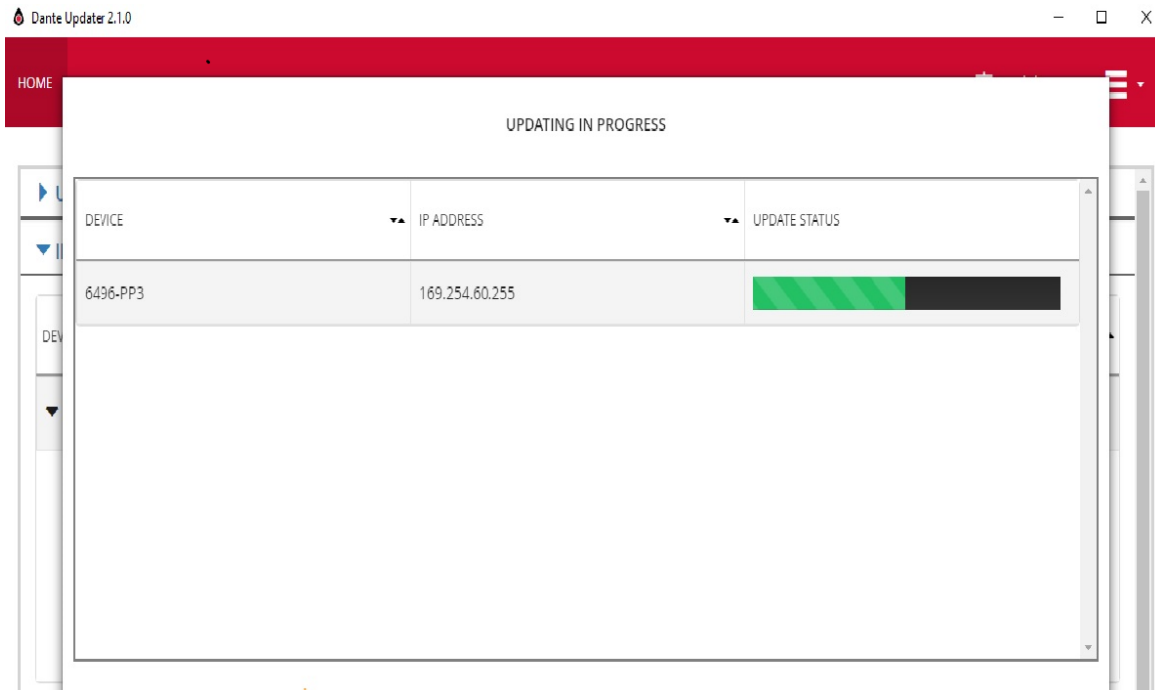 Dante Updater 2.1.0
HOME
UPDATING IN PROGRESS
DEVICE IP ADDRESS UPDATE STATUS
6496-PP3 169.254.60.255
DEV